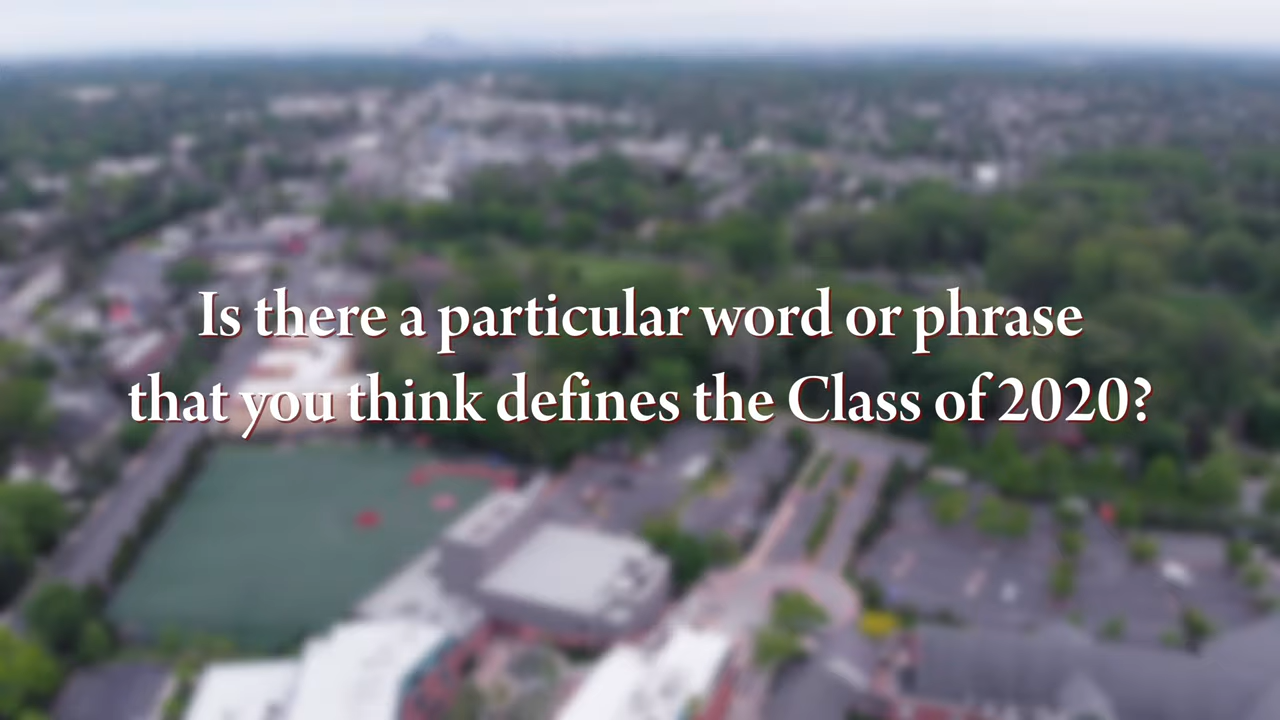 Is there a particular word or phrase
that you think defines the Class of 2020?